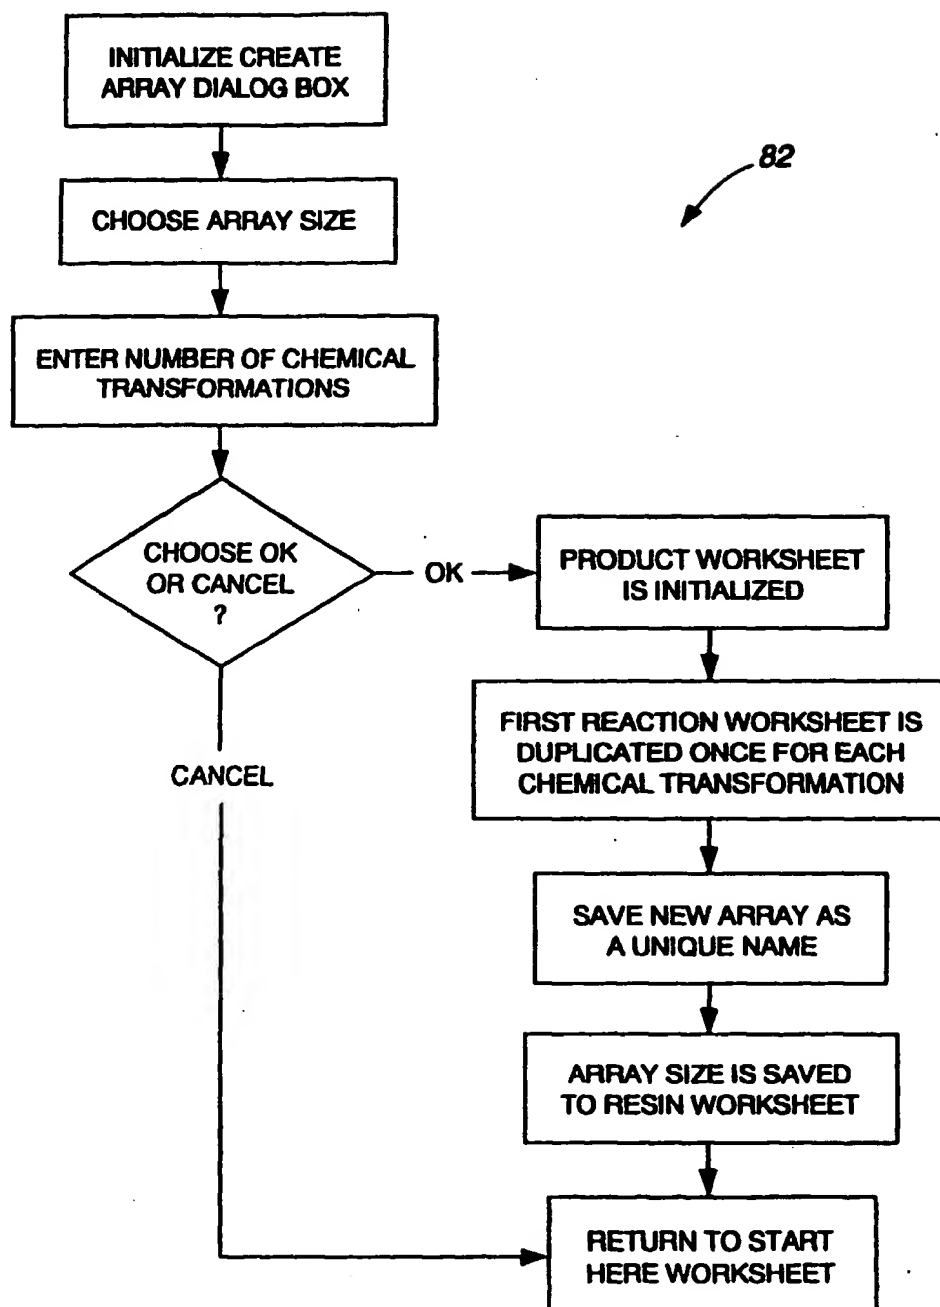 INITIALIZE CREATE
ARRAY DIALOG BOX
82
CHOOSE ARRAY SIZE
ENTER NUMBER OF CHEMICAL
TRANSFORMATIONS
CHOOSE OK
OR CANCEL
?
OK
PRODUCT WORKSHEET
IS INITIALIZED
FIRST REACTION WORKSHEET IS
DUPLICATED ONCE FOR EACH
CHEMICAL TRANSFORMATION
CANCEL
SAVE NEW ARRAY AS
A UNIQUE NAME
ARRAY SIZE IS SAVED
TO RESIN WORKSHEET
RETURN TO START
HERE WORKSHEET